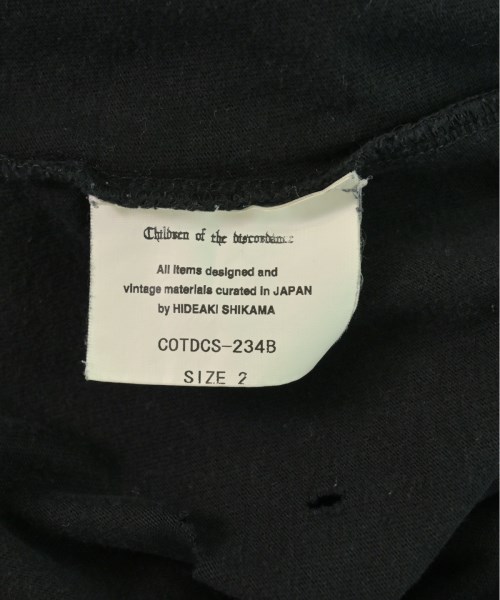 Children of the discordance
All items designed and
vintage materials curated in JAPAN
by HIDEAKI SHIKAMA
COTDCS-234B
SIZE 2